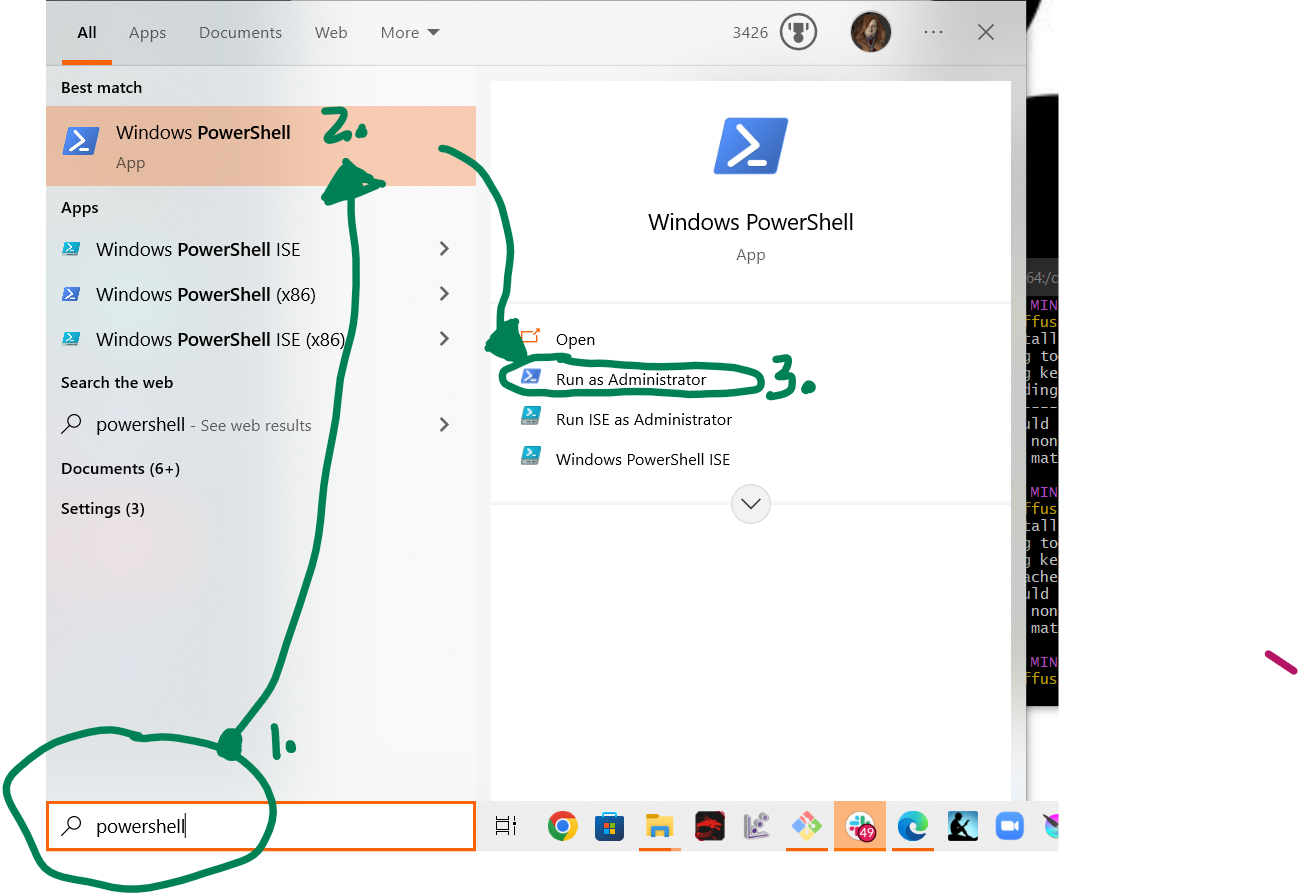 All Apps Documents Web More 3426 ...
Best match
Windows PowerShell 2.
App
Apps
Windows PowerShell ISE
Windows PowerShell (x86)
Windows PowerShell ISE (x86)
Search the web
powershell - See web results
Documents (6+)
Settings (3)
1.
powershell
Windows PowerShell
App
Open
Run as Administrator 3.
Run ISE as Administrator
Windows PowerShell ISE
64:/c
MIN
ffus
tall
g to
g ke
ding
----
uld
non
mat
MIN
ffus
tall
g to
g ke
ache
uld
non
mat
MIN
ffus
49